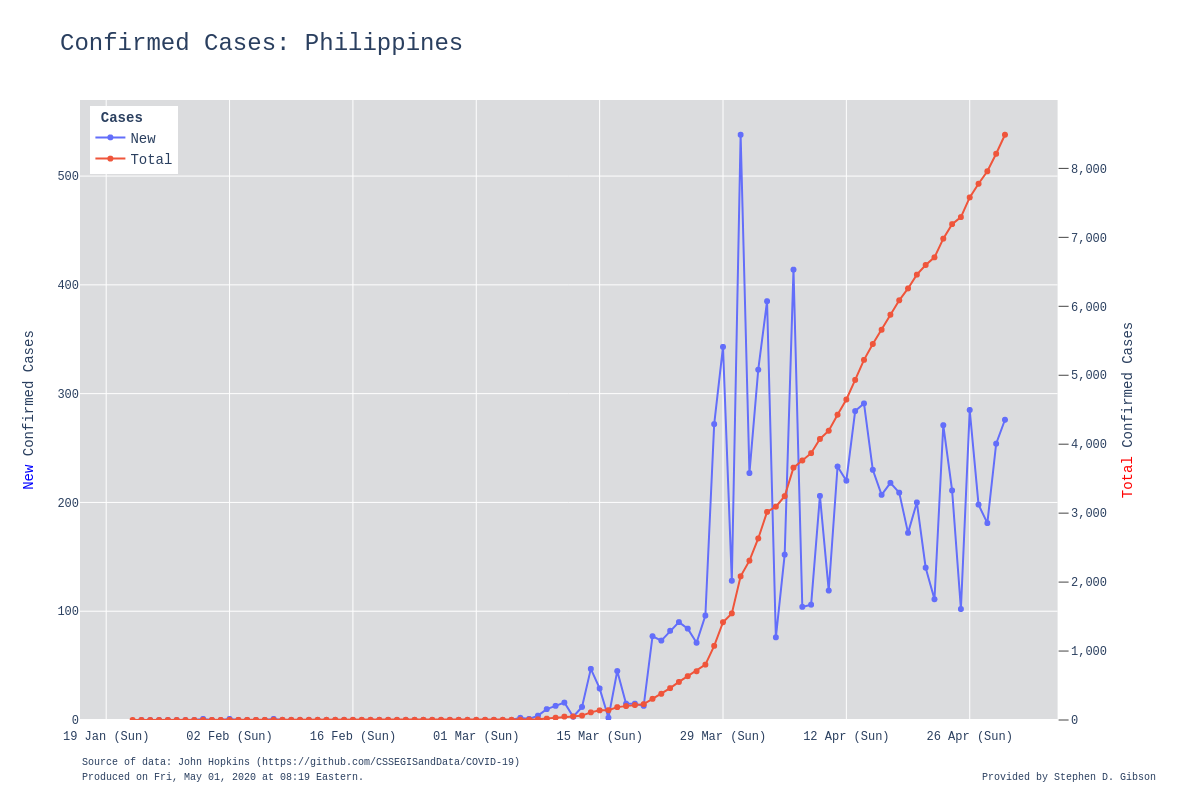 Confirmed Cases: Philippines
Cases
New
Total
500
400
300
200
100
0
New Confirmed Cases
8,000
7,000
6,000
5,000
4,000
3,000
2,000
1,000
0
Total Confirmed Cases
19 Jan (Sun) 02 Feb (Sun) 16 Feb (Sun) 01 Mar (Sun) 15 Mar (Sun) 29 Mar (Sun) 12 Apr (Sun) 26 Apr (Sun)
Source of data: John Hopkins (https://github.com/CSSEGISandData/COVID-19)
Produced on Fri, May 01, 2020 at 08:19 Eastern.
Provided by Stephen D. Gibson